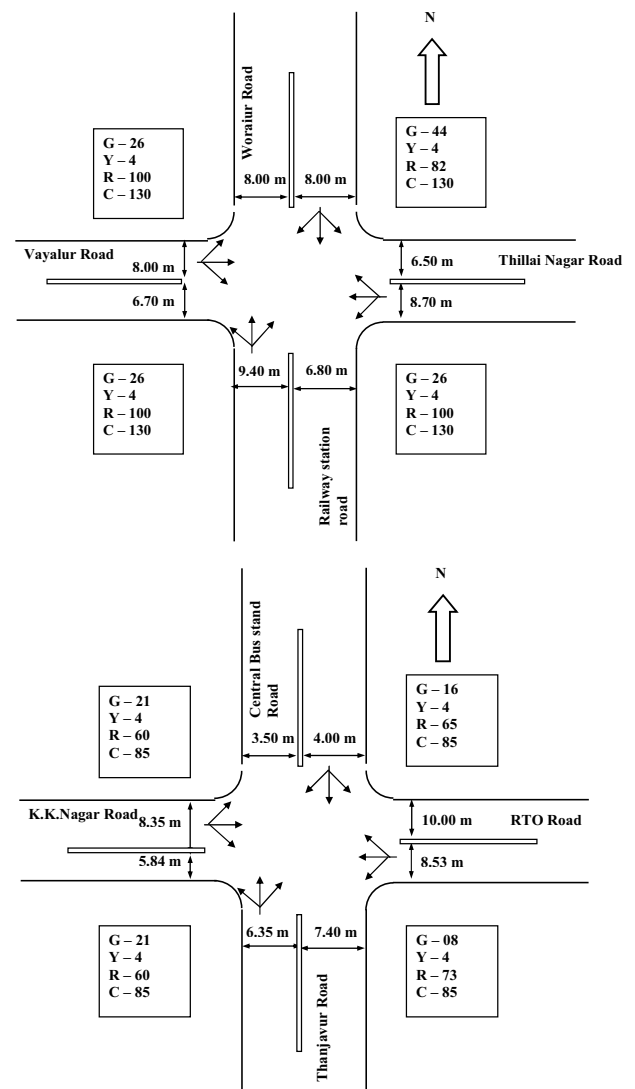 N
Woraiur Road
G – 26
Y – 4
R – 100
C – 130
G – 44
Y – 4
R – 82
C – 130
8.00 m
8.00 m
Vayalur Road
8.00 m
6.70 m
6.50 m
Thillai Nagar Road
8.70 m
9.40 m
6.80 m
G – 26
Y – 4
R – 100
C – 130
G – 26
Y – 4
R – 100
C – 130
Railway station
road
N
Central Bus stand
Road
G – 21
Y – 4
R – 60
C – 85
G – 16
Y – 4
R – 65
C – 85
3.50 m
4.00 m
K.K.Nagar Road
8.35 m
5.84 m
10.00 m
RTO Road
8.53 m
6.35 m
7.40 m
G – 21
Y – 4
R – 60
C – 85
G – 08
Y – 4
R – 73
C – 85
Thanjavur Road